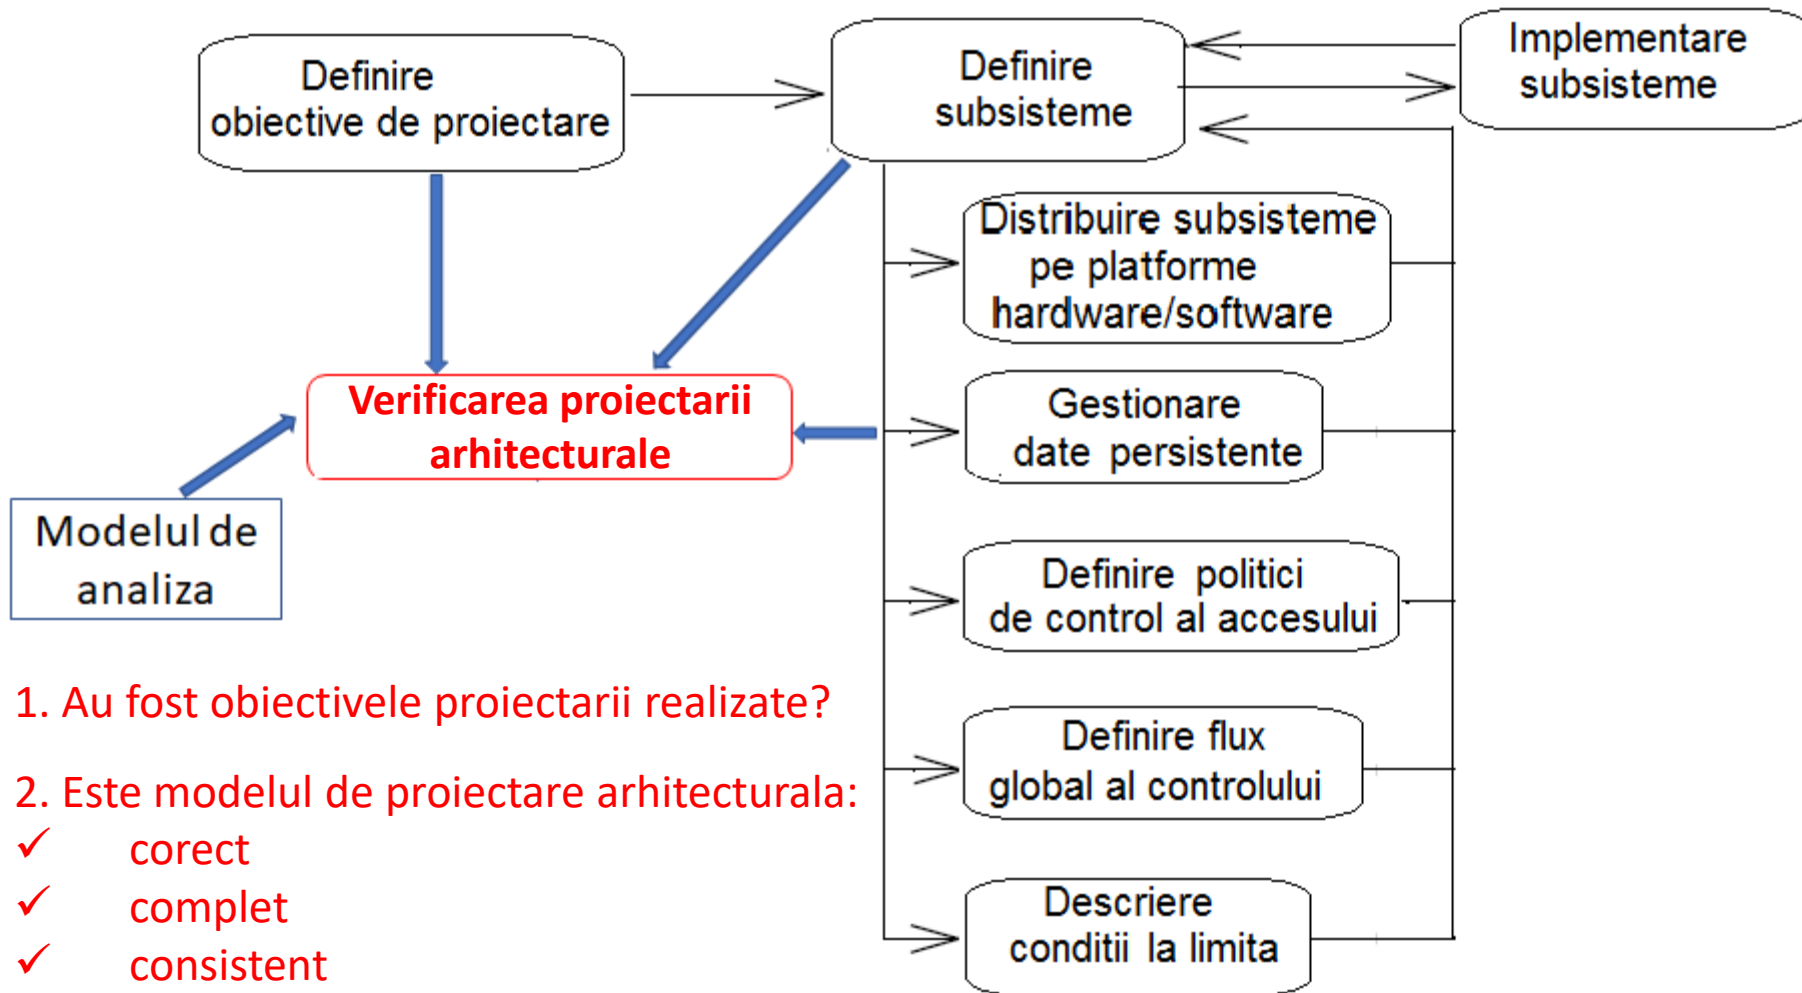 Definire
obiective de proiectare
Definire
subsisteme
Implementare
subsisteme
Distribuire subsisteme
pe platforme
hardware/software
Verificarea proiectarii
arhitecturale
Gestionare
date persistente
Modelul de
analiza
Definire politici
de control al accesului
1. Au fost obiectivele proiectarii realizate?
Definire flux
global al controlului
2. Este modelul de proiectare arhitecturala:
✓ corect
✓ complet
✓ consistent
Descriere
conditii la limita